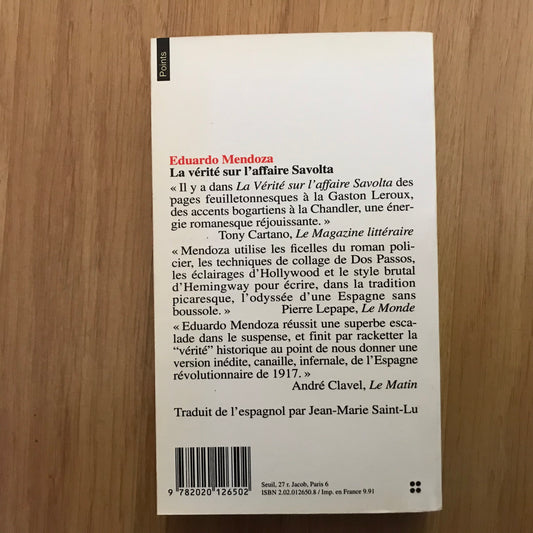 Points
Eduardo Mendoza
La vérité sur l'affaire Savolta
« Il y a dans La Vérité sur l'affaire Savolta des
pages feuilletonnesques à la Gaston Leroux,
des accents bogartiens à la Chandler, une éner-
gie romanesque réjouissante. »
Tony Cartano, Le Magazine littéraire
« Mendoza utilise les ficelles du roman poli-
cier, les techniques de collage de Dos Passos,
les éclairages d'Hollywood et le style brutal
d'Hemingway pour écrire, dans la tradition
picaresque, l'odyssée d'une Espagne sans
boussole. » Pierre Lepape, Le Monde
« Eduardo Mendoza réussit une superbe esca-
lade dans le suspense, et finit par racketter la
“vérité” historique au point de nous donner une
version inédite, canaille, infernale, de l'Espagne
révolutionnaire de 1917. »
André Clavel, Le Matin
Traduit de l'espagnol par Jean-Marie Saint-Lu
9 782020 126502
Seuil, 27 r. Jacob, Paris 6
ISBN 2.02.012650.8 / Imp. en France 9.91